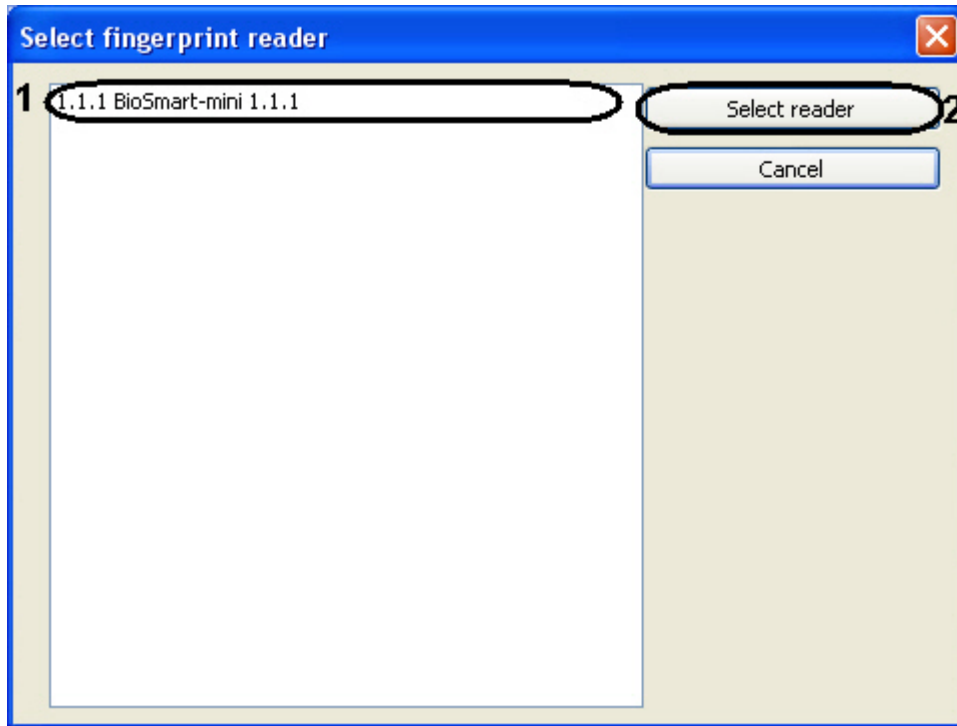 Select fingerprint reader
1
1.1.1 BioSmart-mini 1.1.1
Select reader
2
Cancel